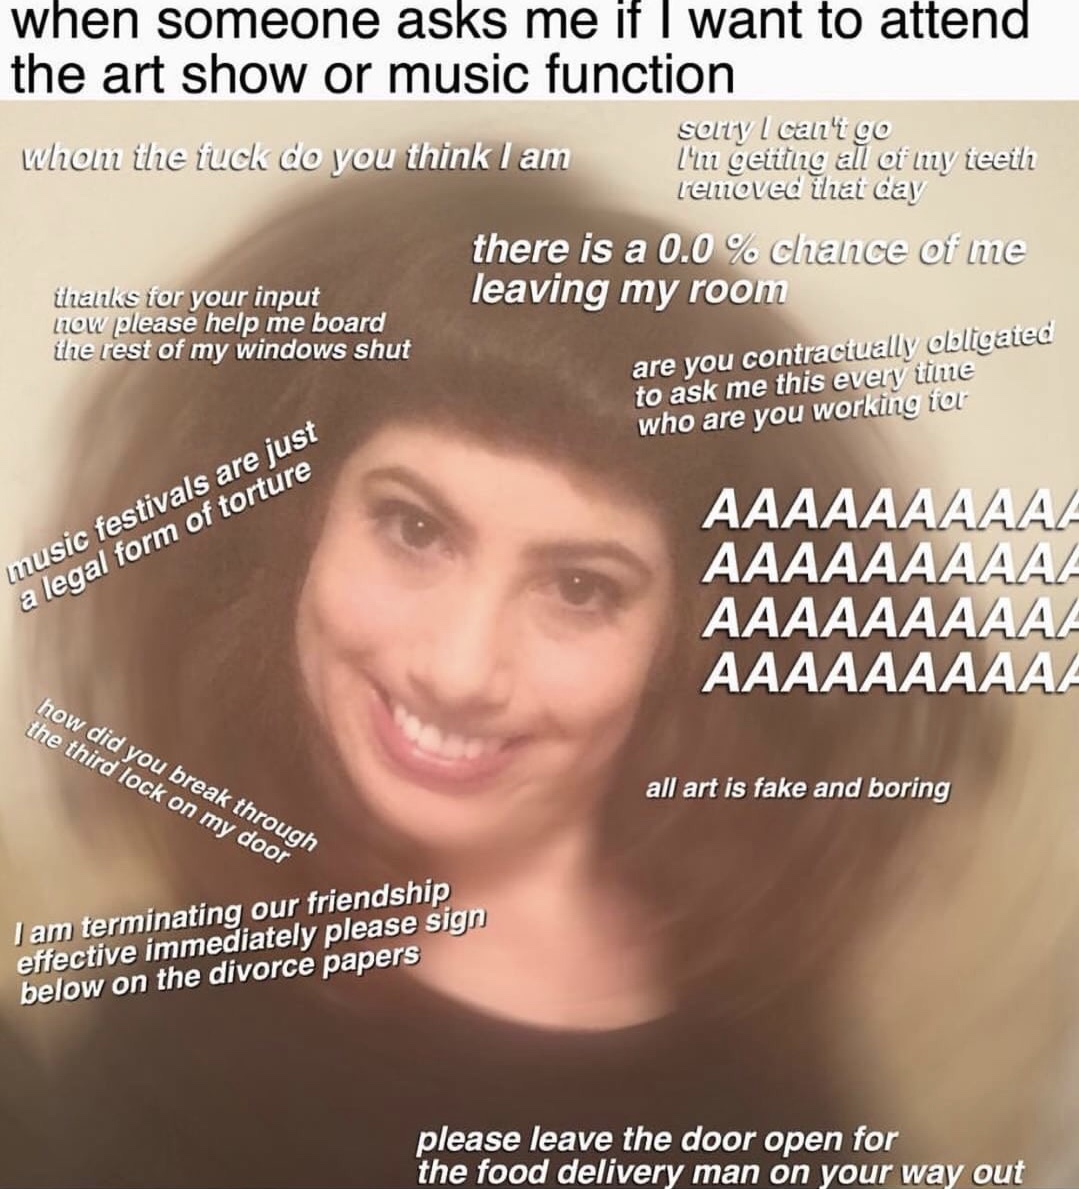 when someone asks me if I want to attend
the art show or music function
whom the fuck do you think I am
sorry I can't go
I'm getting all of my teeth
removed that day
there is a 0.0 % chance of me
leaving my room
thanks for your input
now please help me board
the rest of my windows shut
are you contractually obligated
to ask me this every time
who are you working for
music festivals are just
a legal form of torture
AAAAAAAAAA
AAAAAAAAAA
AAAAAAAAAA
AAAAAAAAAA
how did you break through
the third lock on my door
all art is fake and boring
I am terminating our friendship
effective immediately please sign
below on the divorce papers
please leave the door open for
the food delivery man on your way out